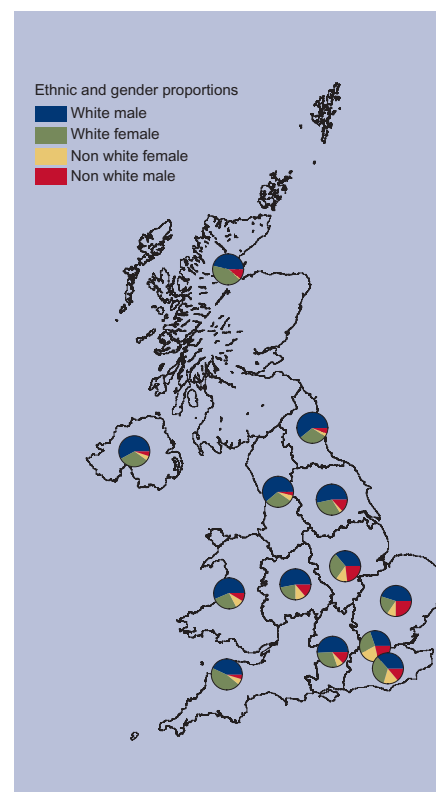 Ethnic and gender proportions
White male
White female
Non white female
Non white male